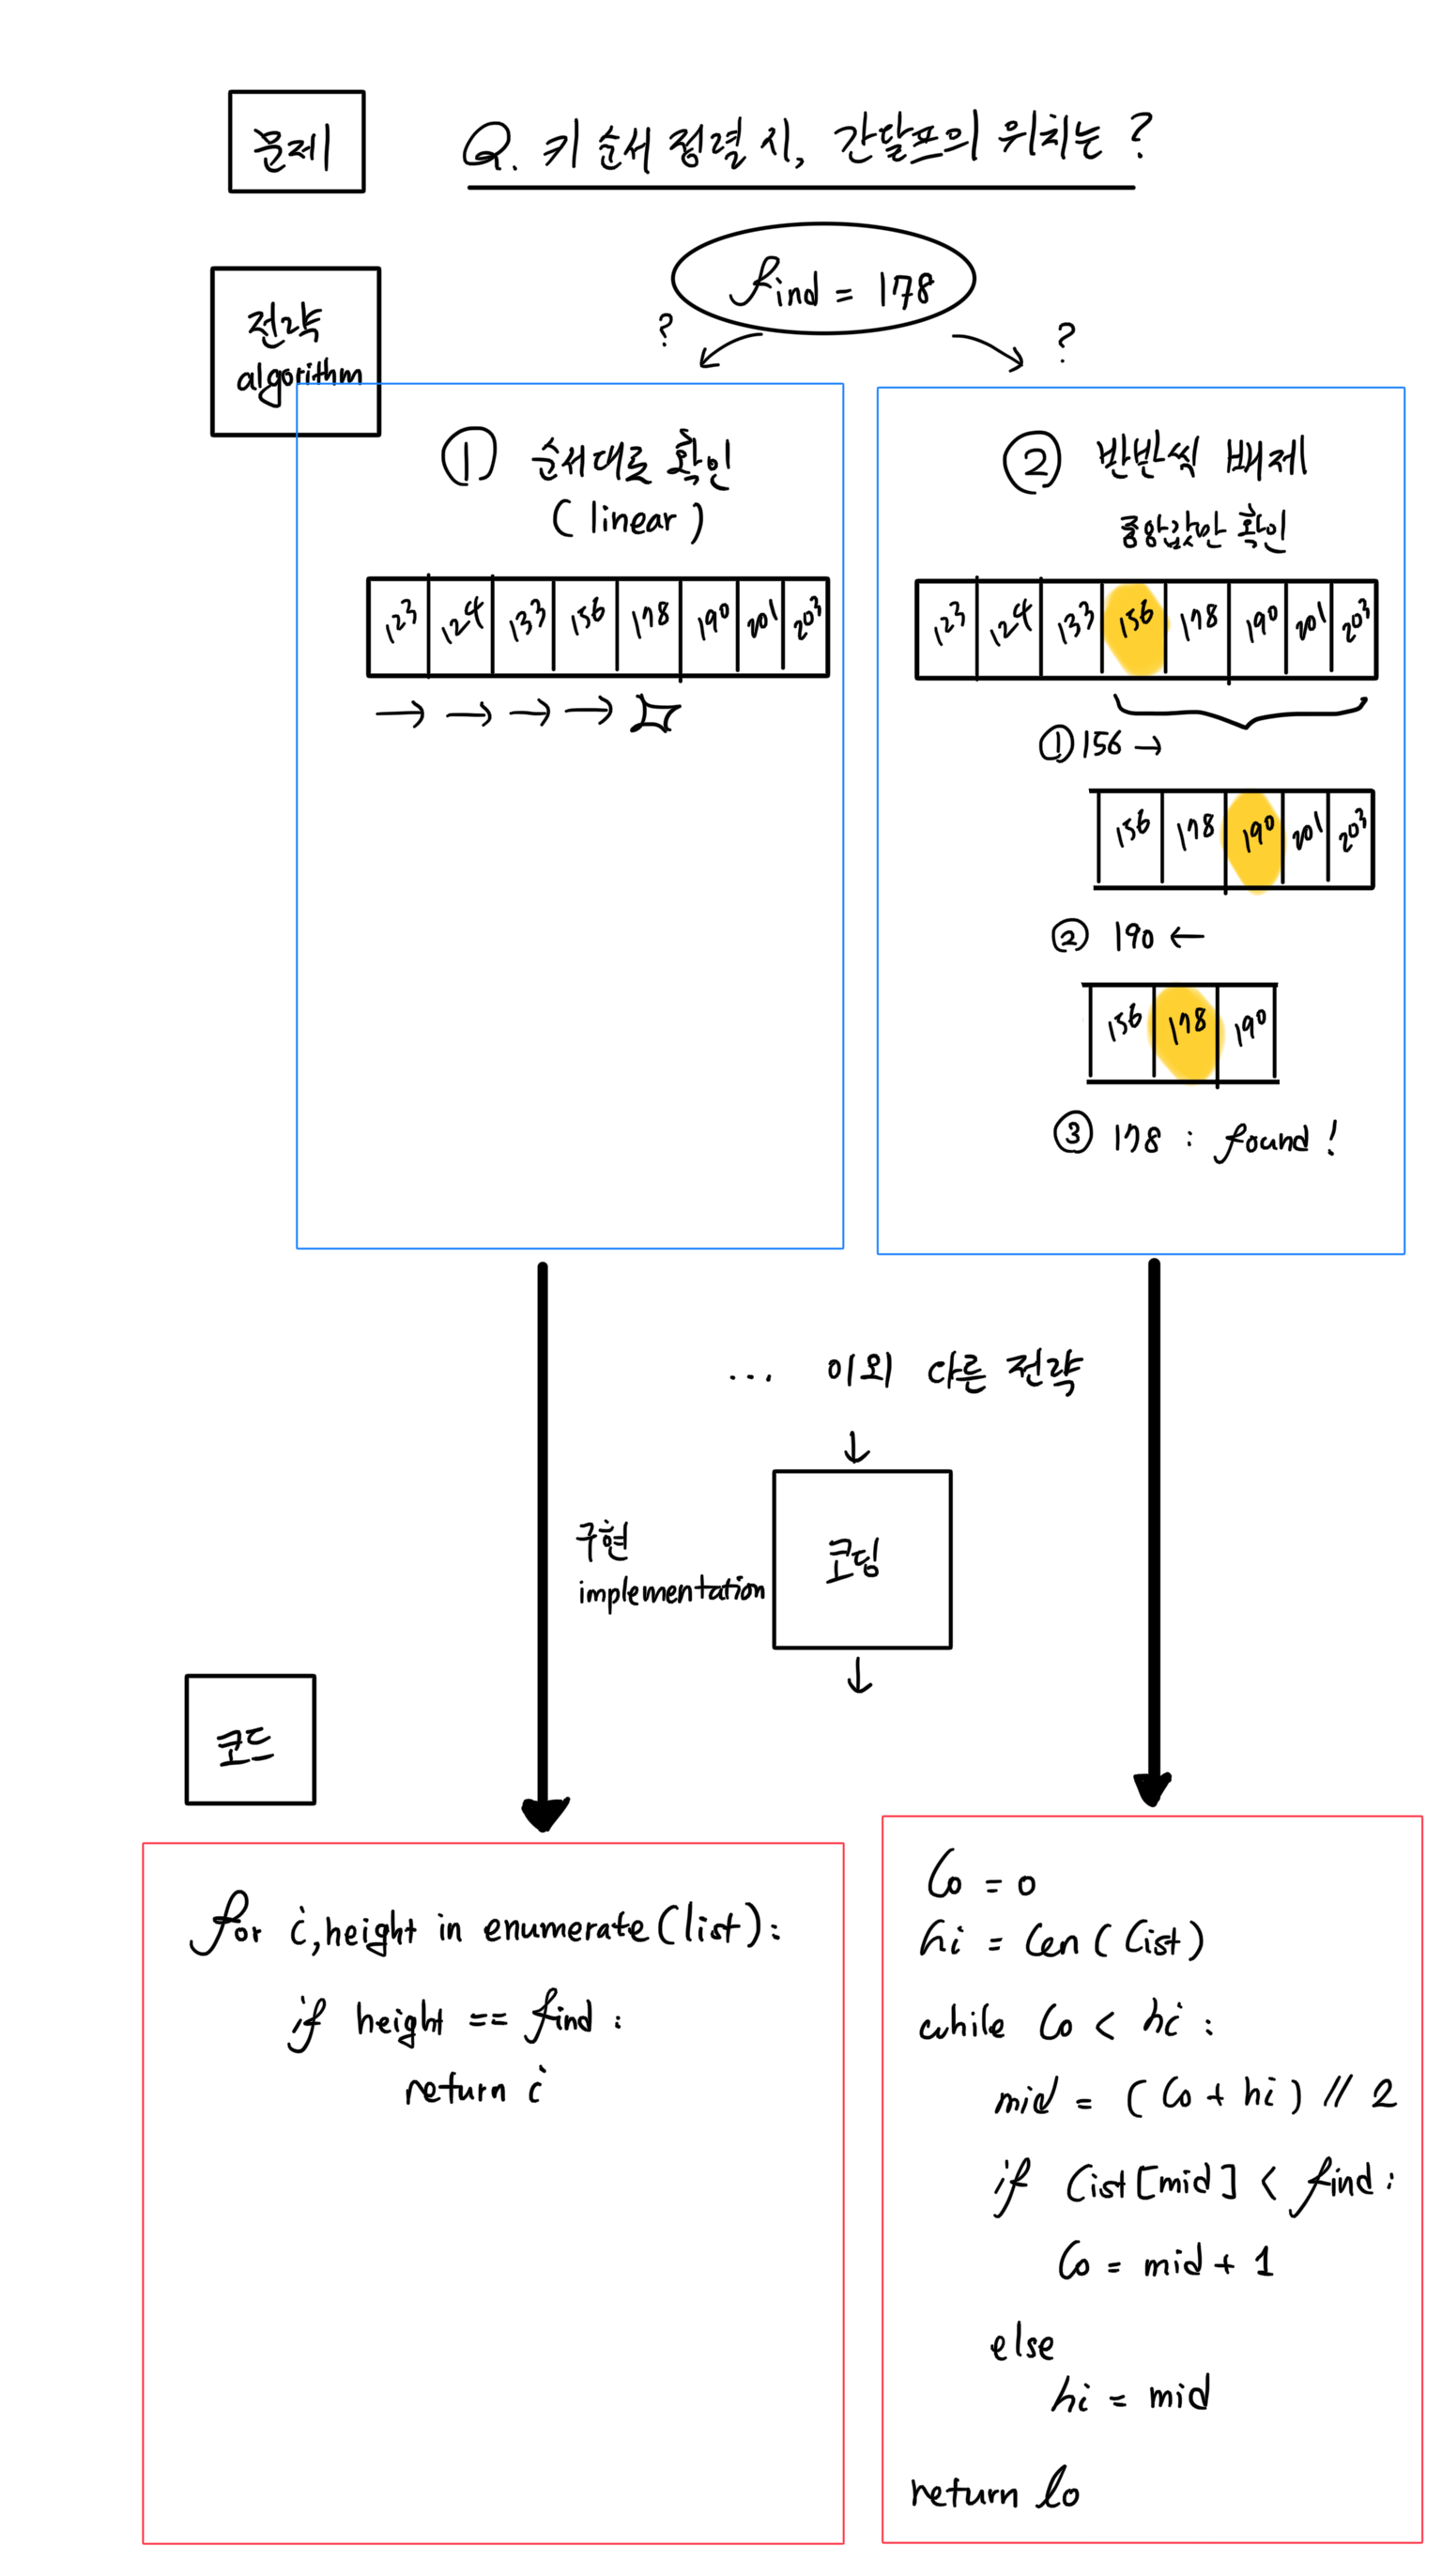 문제
Q. 키 순서 정렬 시, 간달프의 위치는?
전략
algorithm
find = 178
?
?
① 순서대로 확인
(linear)
123 124 133 156 178 190 201 203
② 반반씩 배제
중앙값만 확인
123 124 133 156 178 190 201 203
① 156 →
156 178 190 201 203
② 190 ←
156 178 190
③ 178 : found!
... 이외 다른 전략
구현
implementation
코딩
코드
for i, height in enumerate(list):
if height == find:
return i
lo = 0
hi = len(list)
while lo < hi:
mid = (lo + hi) // 2
if list[mid] < find:
lo = mid + 1
else
hi = mid
return lo